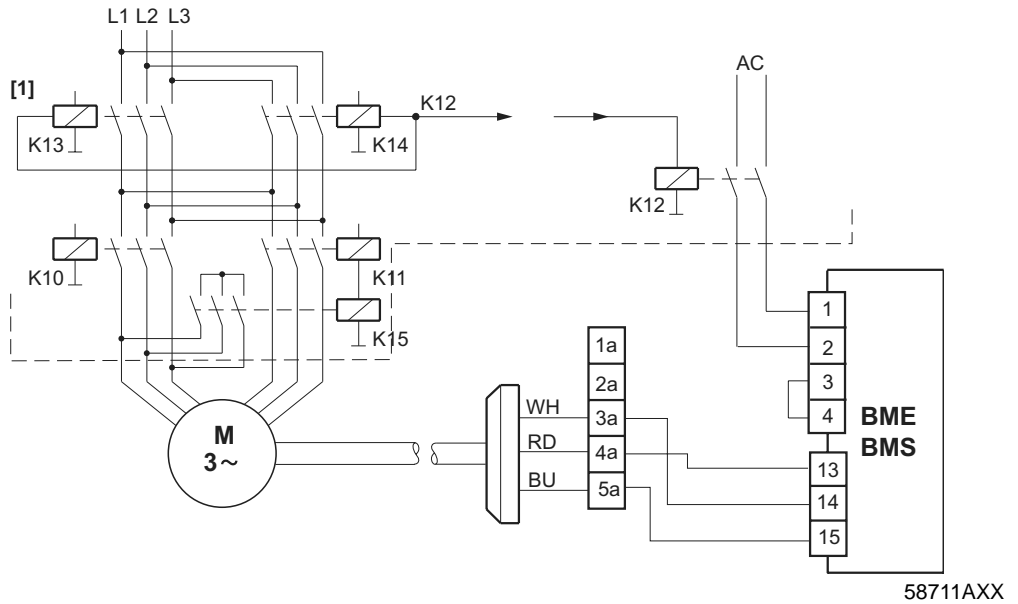 L1 L2 L3
[1]
K13
K14
K12
AC
K12
K10
K11
K15
1
2
3
4
BME
BMS
13
14
15
1a
2a
3a
4a
5a
WH
RD
BU
M
3～
58711AXX